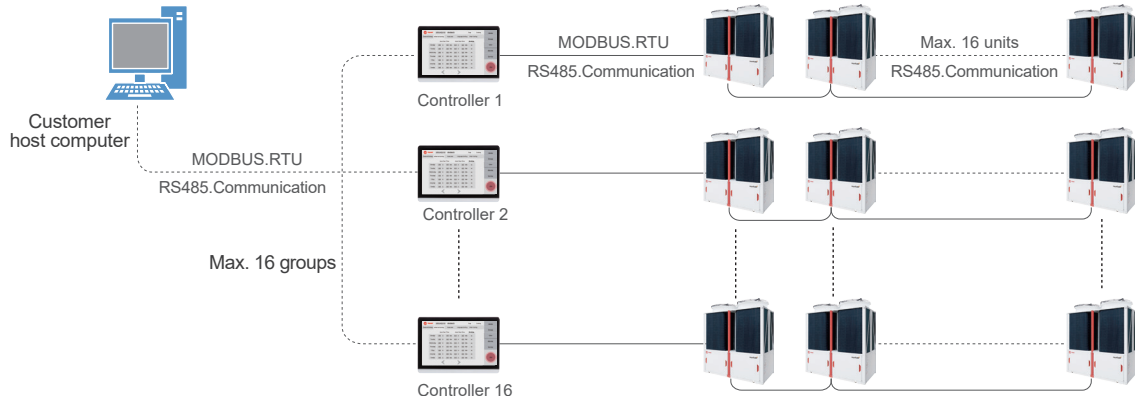 MODBUS.RTU
RS485.Communication
Max. 16 units
RS485.Communication
Controller 1
Customer
host computer
MODBUS.RTU
RS485.Communication
Controller 2
Max. 16 groups
Controller 16